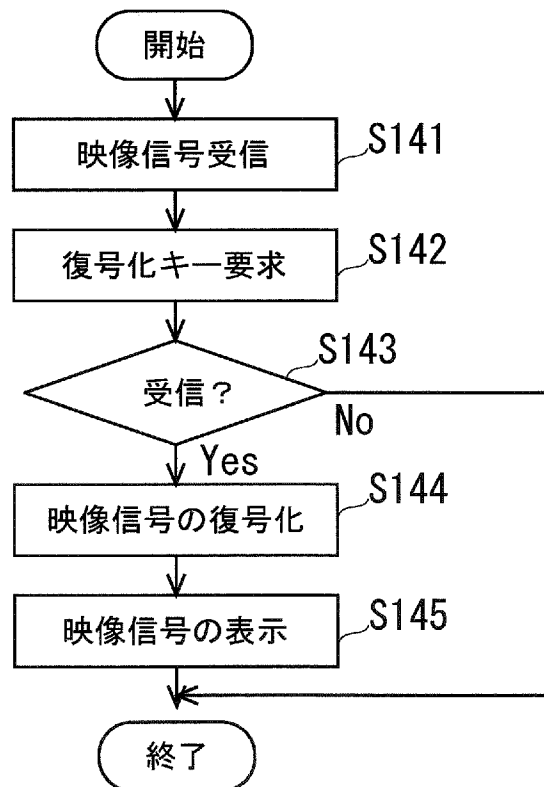 開始
映像信号受信
S141
復号化キー要求
S142
S143
受信？
No
Yes
S144
映像信号の復号化
S145
映像信号の表示
終了